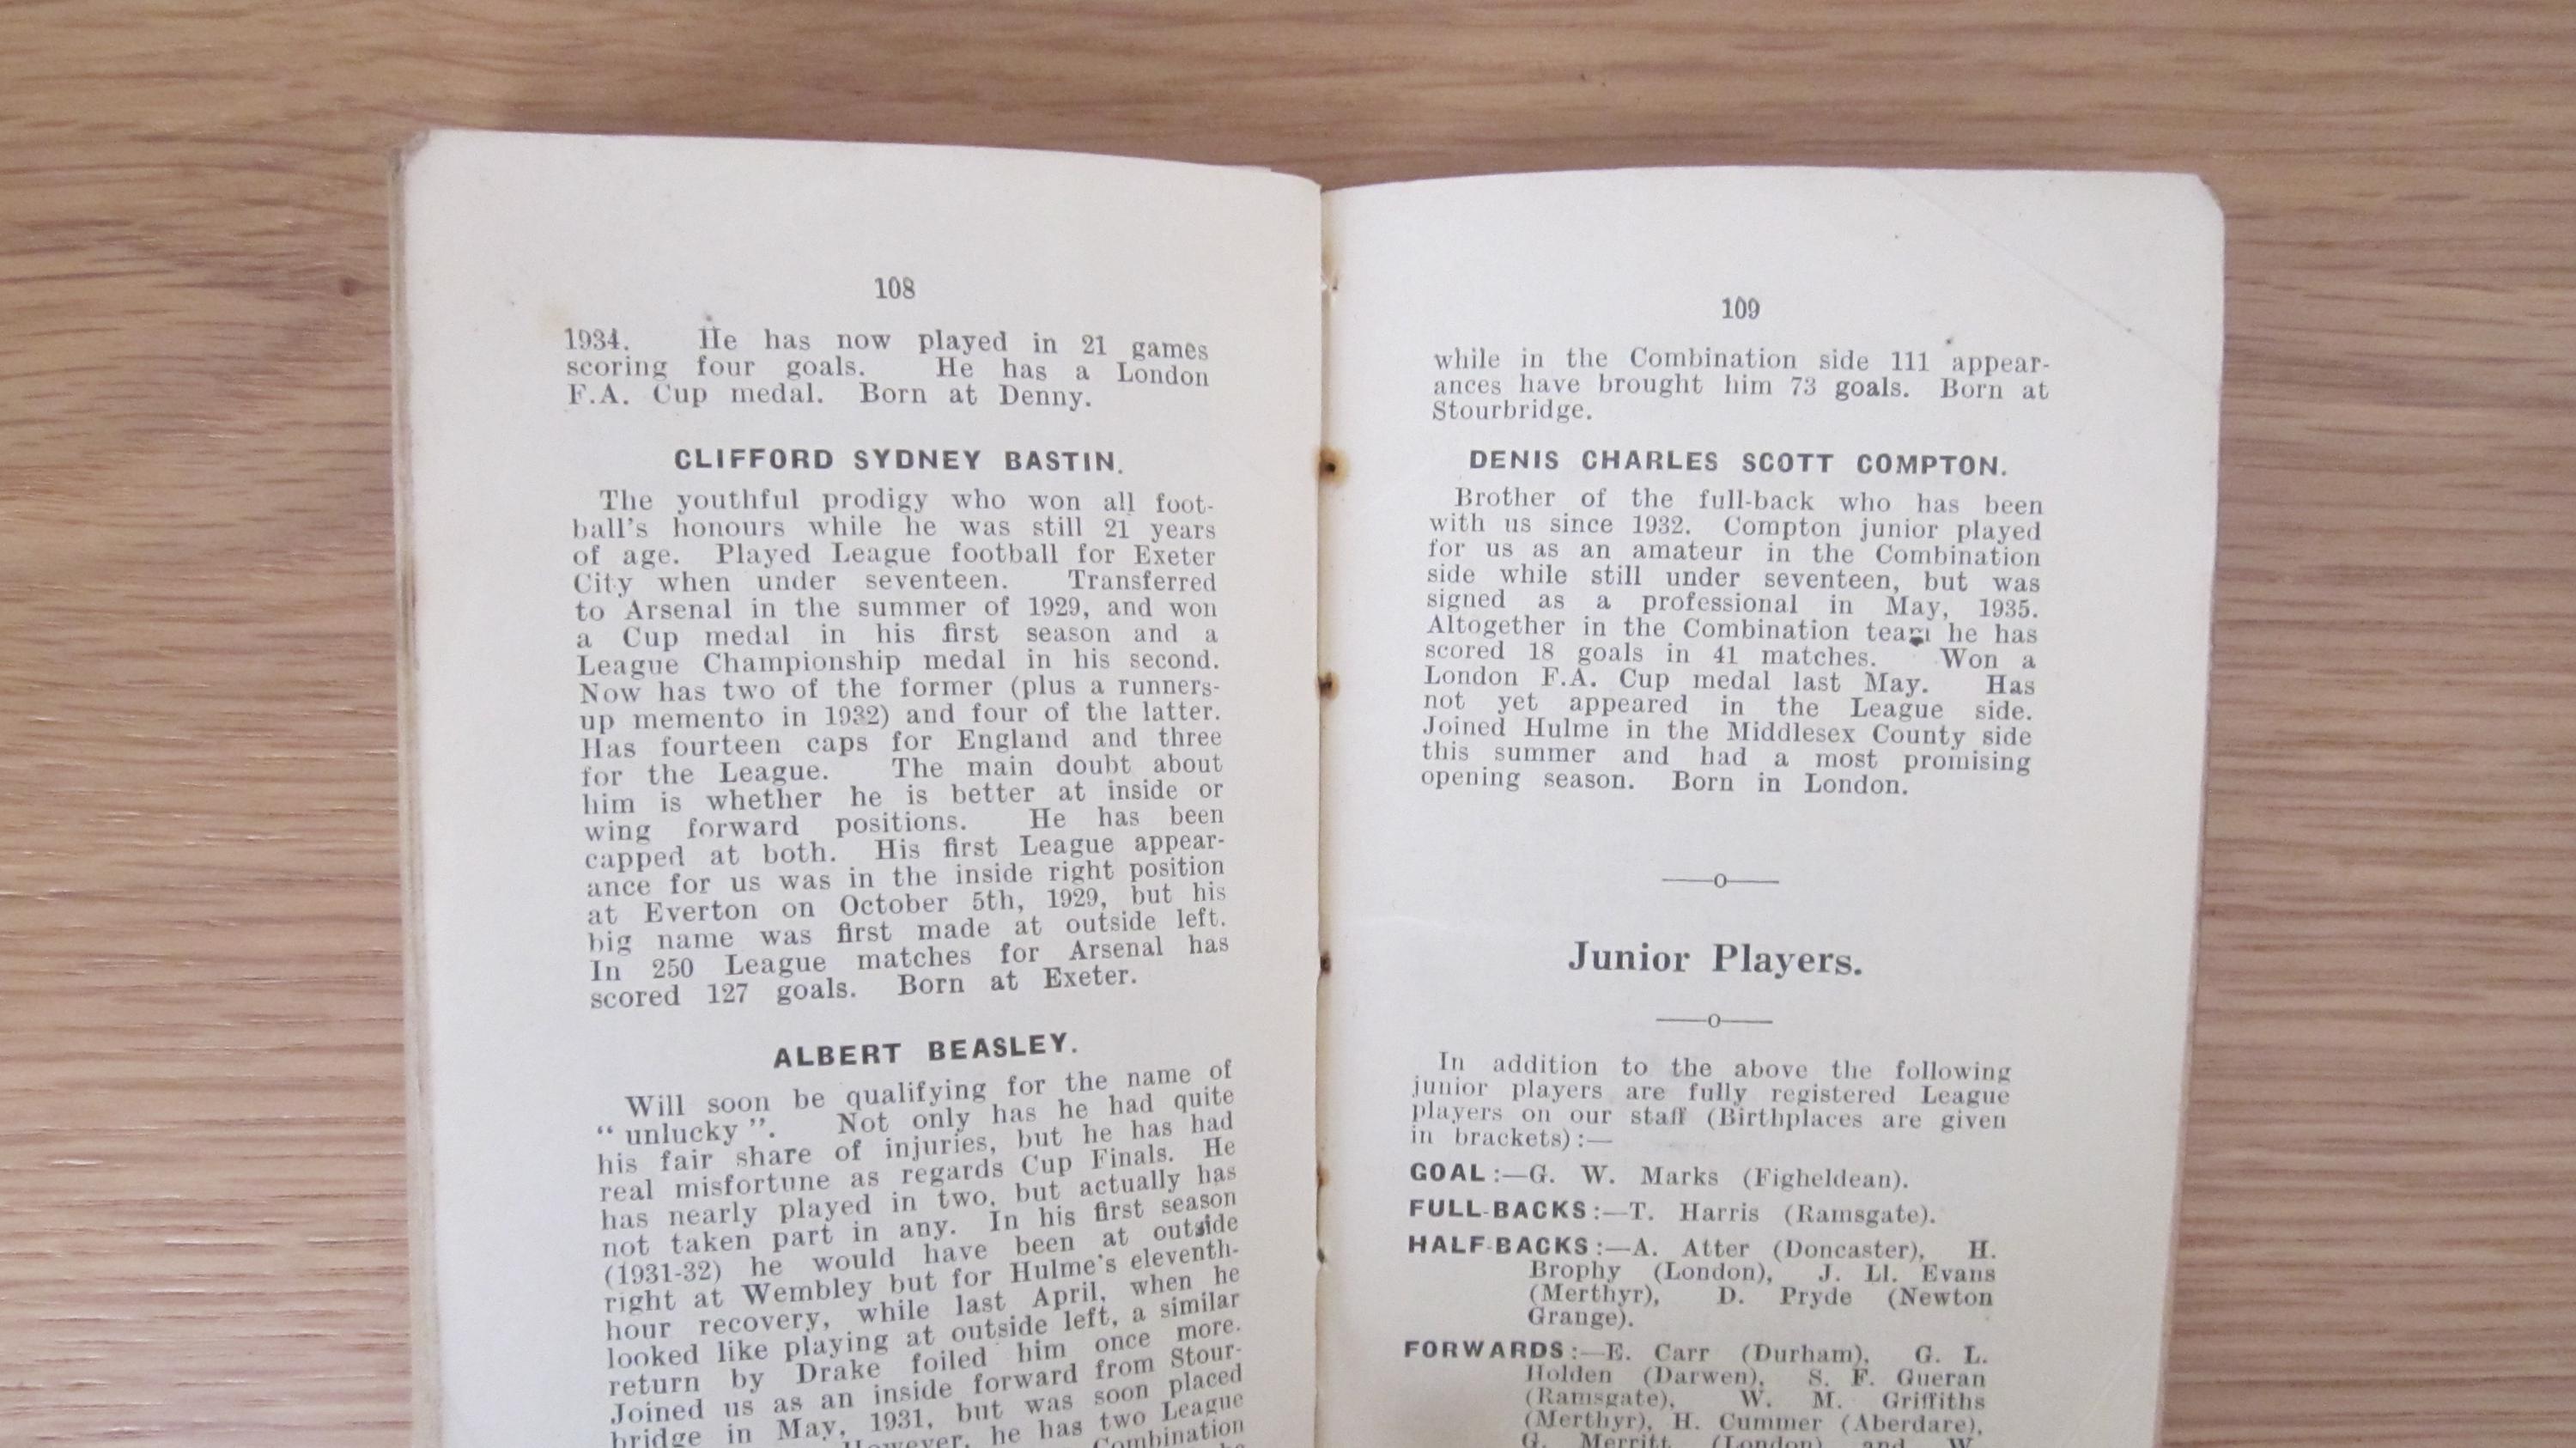 108
1934. He has now played in 21 games
scoring four goals. He has a London
F.A. Cup medal. Born at Denny.
CLIFFORD SYDNEY BASTIN.
The youthful prodigy who won all foot-
ball's honours while he was still 21 years
of age. Played League football for Exeter
City when under seventeen. Transferred
to Arsenal in the summer of 1929, and won
a Cup medal in his first season and a
League Championship medal in his second.
Now has two of the former (plus a runners-
up memento in 1932) and four of the latter.
Has fourteen caps for England and three
for the League. The main doubt about
him is whether he is better at inside or
wing forward positions. He has been
capped at both. His first League appear-
ance for us was in the inside right position
at Everton on October 5th, 1929, but his
big name was first made at outside left.
In 250 League matches for Arsenal has
scored 127 goals. Born at Exeter.
ALBERT BEASLEY.
Will soon be qualifying for the name of
“ unlucky ”. Not only has he had quite
his fair share of injuries, but he has had
real misfortune as regards Cup Finals. He
has nearly played in two, but actually has
not taken part in any. In his first season
(1931-32) he would have been at outside
right at Wembley but for Hulme's eleventh-
hour recovery, while last April, when he
looked like playing at outside left, a similar
return by Drake foiled him once more.
Joined us as an inside forward from Stour-
bridge in May, 1931, but was soon placed
However, he has two League
Combination
109
while in the Combination side 111 appear-
ances have brought him 73 goals. Born at
Stourbridge.
DENIS CHARLES SCOTT COMPTON.
Brother of the full-back who has been
with us since 1932. Compton junior played
for us as an amateur in the Combination
side while still under seventeen, but was
signed as a professional in May, 1935.
Altogether in the Combination team he has
scored 18 goals in 41 matches. Won a
London F.A. Cup medal last May. Has
not yet appeared in the League side.
Joined Hulme in the Middlesex County side
this summer and had a most promising
opening season. Born in London.
Junior Players.
In addition to the above the following
junior players are fully registered League
players on our staff (Birthplaces are given
in brackets) :—
GOAL :—G. W. Marks (Figheldean).
FULL-BACKS :—T. Harris (Ramsgate).
HALF-BACKS :—A. Atter (Doncaster), H.
Brophy (London), J. Ll. Evans
(Merthyr), D. Pryde (Newton
Grange).
FORWARDS :—E. Carr (Durham), G. L.
Holden (Darwen), S. F. Gueran
(Ramsgate), W. M. Griffiths
(Merthyr), H. Cummer (Aberdare),
G. Merritt (London) and W.